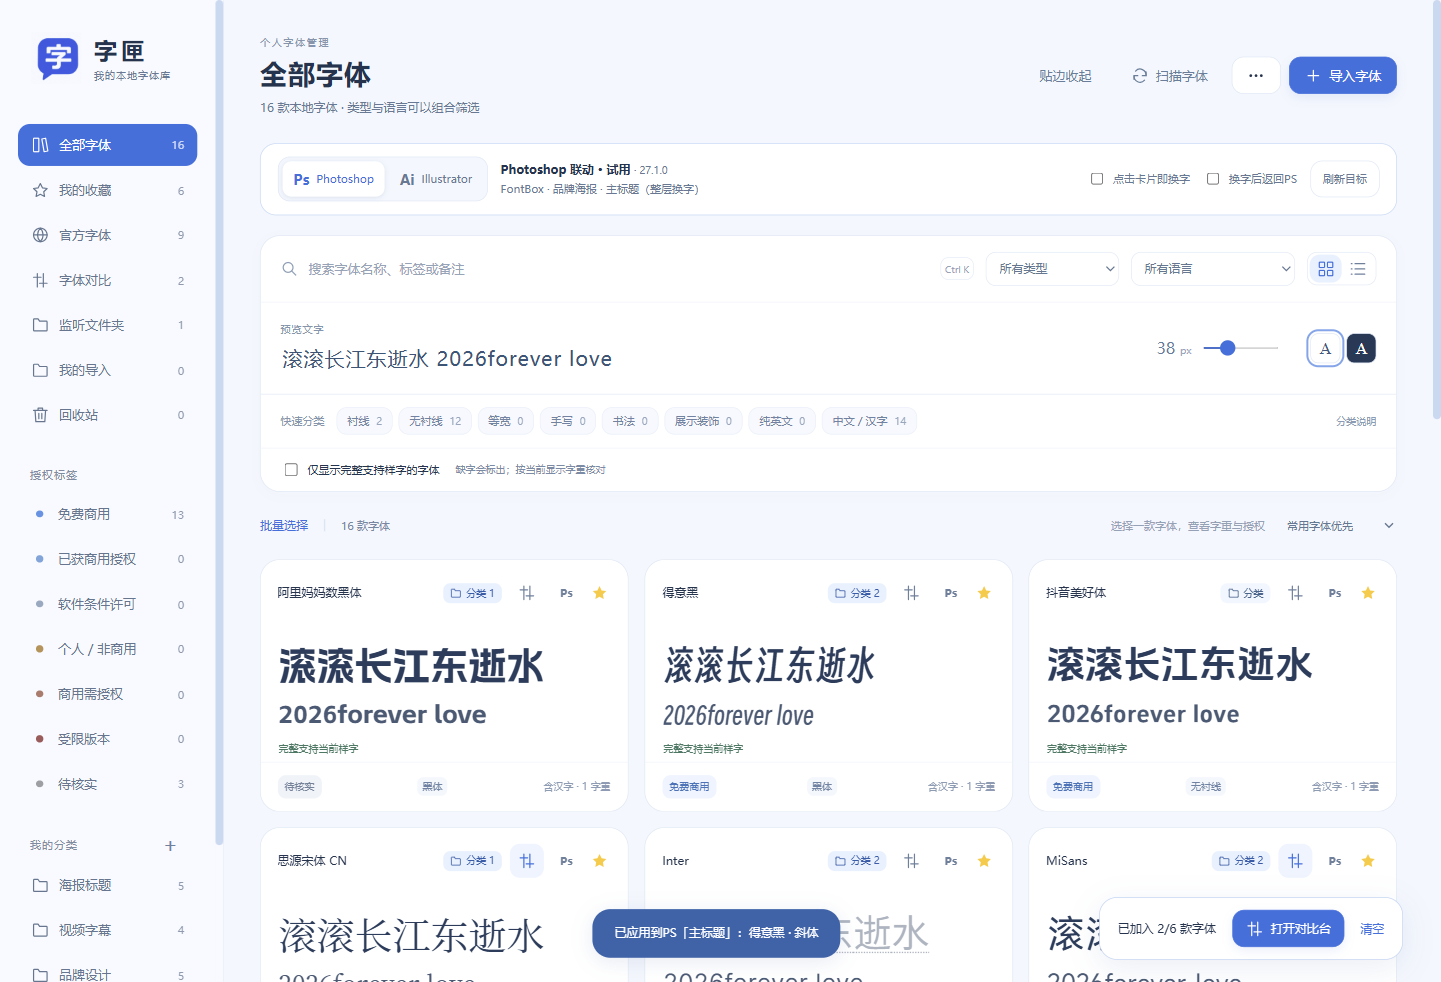 字 字匣
我的本地字体库
全部字体 16
我的收藏 6
官方字体 9
字体对比 2
监听文件夹 1
我的导入 0
回收站 0
授权标签
免费商用 13
已获商用授权 0
软件条件许可 0
个人 / 非商用 0
商用需授权 0
受限版本 0
待核实 3
我的分类 +
海报标题 5
视频字幕 4
品牌设计 5
个人字体管理
全部字体
16 款本地字体 · 类型与语言可以组合筛选
贴边收起 扫描字体 ··· + 导入字体
Ps Photoshop Ai Illustrator
Photoshop 联动 · 试用 · 27.1.0
FontBox · 品牌海报 · 主标题（整层换字）
点击卡片即换字 换字后返回PS 刷新目标
搜索字体名称、标签或备注 Ctrl K 所有类型 所有语言
预览文字
滚滚长江东逝水 2026forever love 38 px A A
快速分类 衬线 2 无衬线 12 等宽 0 手写 0 书法 0 展示装饰 0 纯英文 0 中文 / 汉字 14 分类说明
仅显示完整支持样字的字体 缺字会标出；按当前显示字重核对
批量选择 16 款字体 选择一款字体，查看字重与授权 常用字体优先
阿里妈妈数黑体 分类 1 Ps
滚滚长江东逝水
2026forever love
完整支持当前样字
待核实 黑体 含汉字 · 1 字重
得意黑 分类 2 Ps
滚滚长江东逝水
2026forever love
完整支持当前样字
免费商用 黑体 含汉字 · 1 字重
抖音美好体 分类 Ps
滚滚长江东逝水
2026forever love
完整支持当前样字
免费商用 无衬线 含汉字 · 1 字重
思源宋体 CN 分类 1 Ps
滚滚长江东逝水
2026forever love
Inter 分类 2 Ps
东逝水
2026forever love
MiSans 分类 2 Ps
滚滚
2026forever love
已应用到PS「主标题」：得意黑 · 斜体
已加入 2/6 款字体 打开对比台 清空